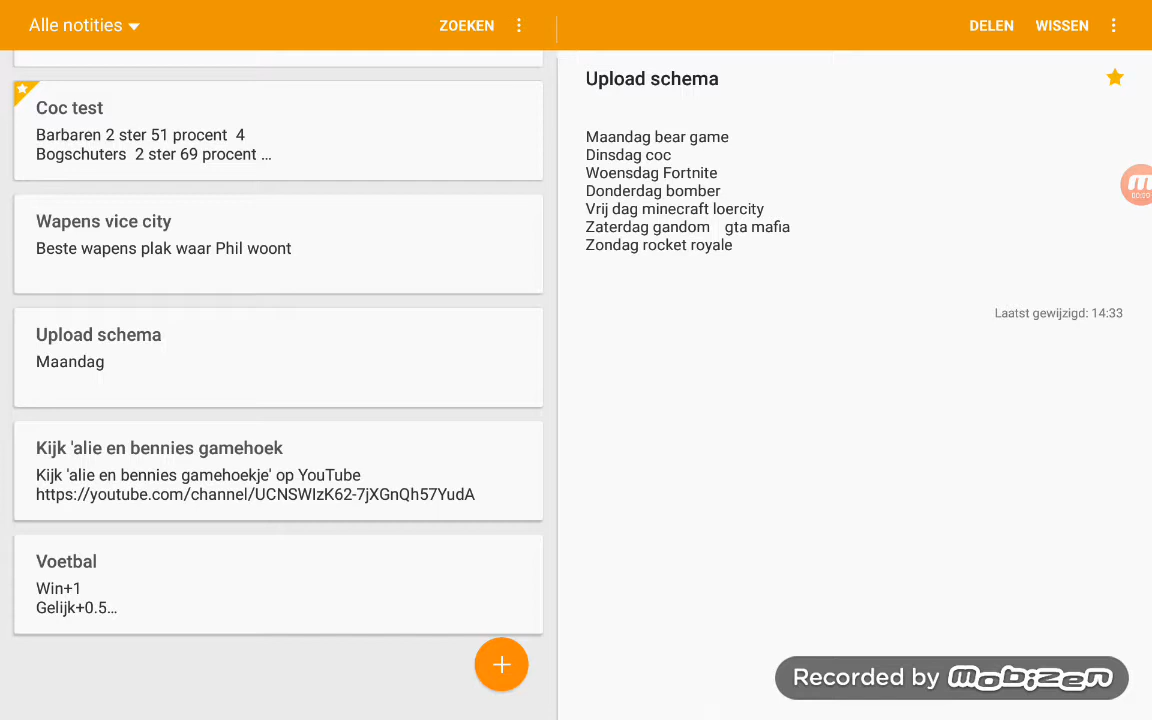 Alle notities
ZOEKEN
DELEN
WISSEN
Coc test
Barbaren 2 ster 51 procent  4
Bogschuters  2 ster 69 procent ...
Wapens vice city
Beste wapens plak waar Phil woont
Upload schema
Maandag
Kijk 'alie en bennies gamehoek
Kijk 'alie en bennies gamehoekje' op YouTube
https://youtube.com/channel/UCNSWIzK62-7jXGnQh57YudA
Voetbal
Win+1
Gelijk+0.5...
Upload schema
Maandag bear game
Dinsdag coc
Woensdag Fortnite
Donderdag bomber
Vrij dag minecraft loercity
Zaterdag gandom   gta mafia
Zondag rocket royale
Laatst gewijzigd: 14:33
Recorded by mobizen